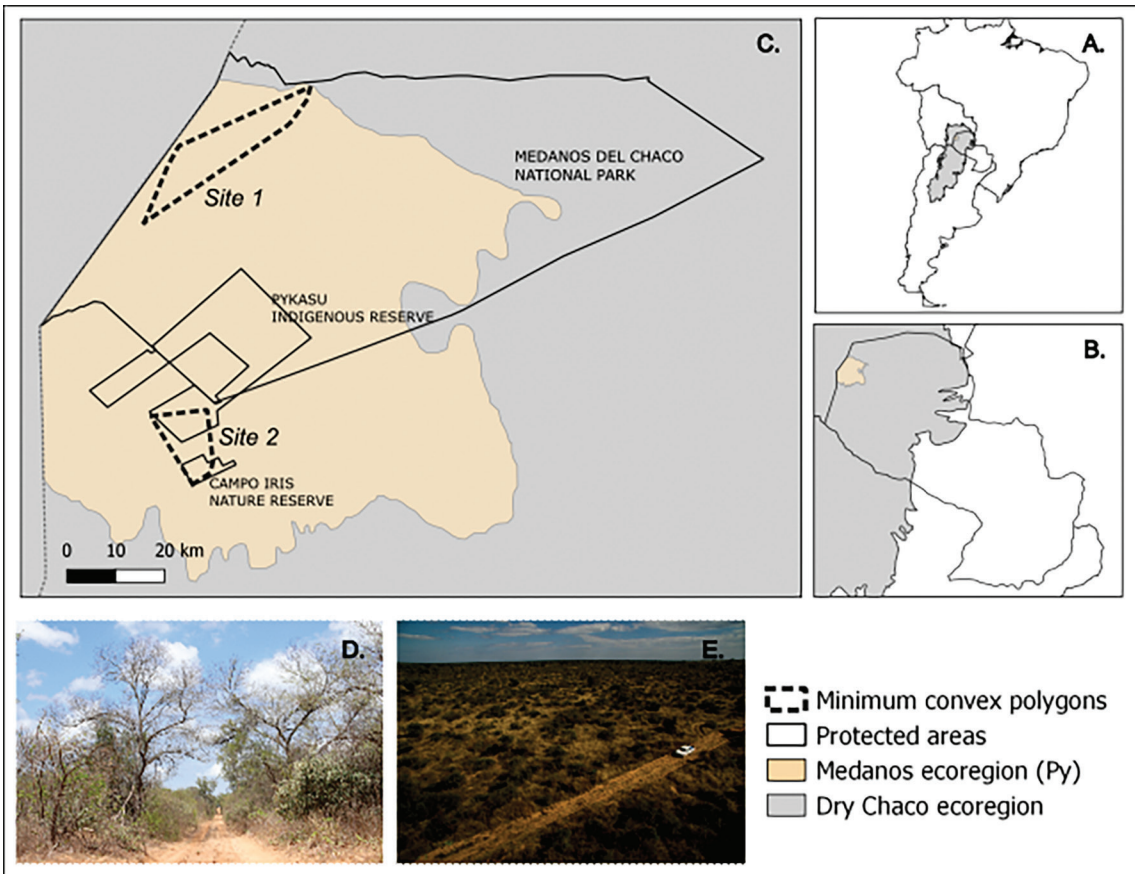 C.
MEDANOS DEL CHACO
NATIONAL PARK
Site 1
PYKASU
INDIGENOUS RESERVE
Site 2
CAMPO IRIS
NATURE RESERVE
0 10 20 km
A.
B.
D.
E.
Minimum convex polygons
Protected areas
Medanos ecoregion (Py)
Dry Chaco ecoregion